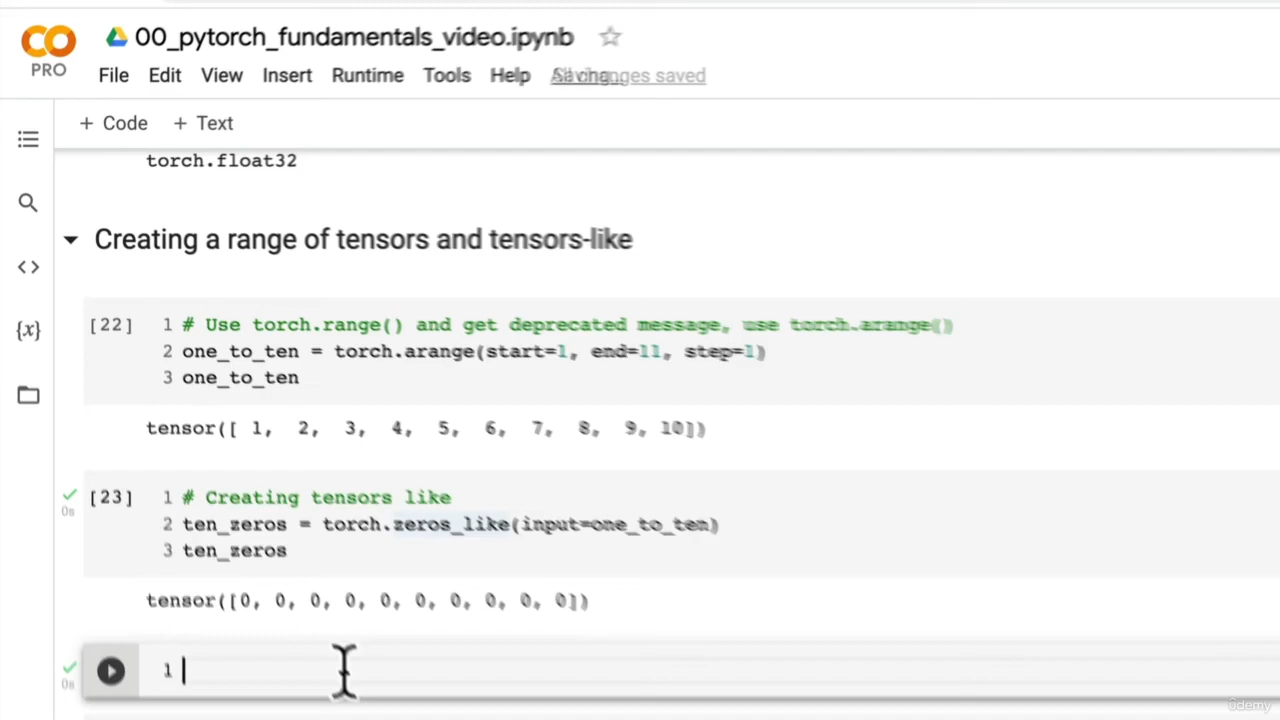 00_pytorch_fundamentals_video.ipynb
PRO
File Edit View Insert Runtime Tools Help changes saved
+ Code + Text
torch.float32
Creating a range of tensors and tensors-like
[22] 1 # Use torch.range() and get deprecated message, use torch.arange()
2 one_to_ten = torch.arange(start=1, end=11, step=1)
3 one_to_ten
tensor([ 1, 2, 3, 4, 5, 6, 7, 8, 9, 10])
[23] 1 # Creating tensors like
0s
2 ten_zeros = torch.zeros_like(input=one_to_ten)
3 ten_zeros
tensor([0, 0, 0, 0, 0, 0, 0, 0, 0, 0])
1
0s
ûdemy